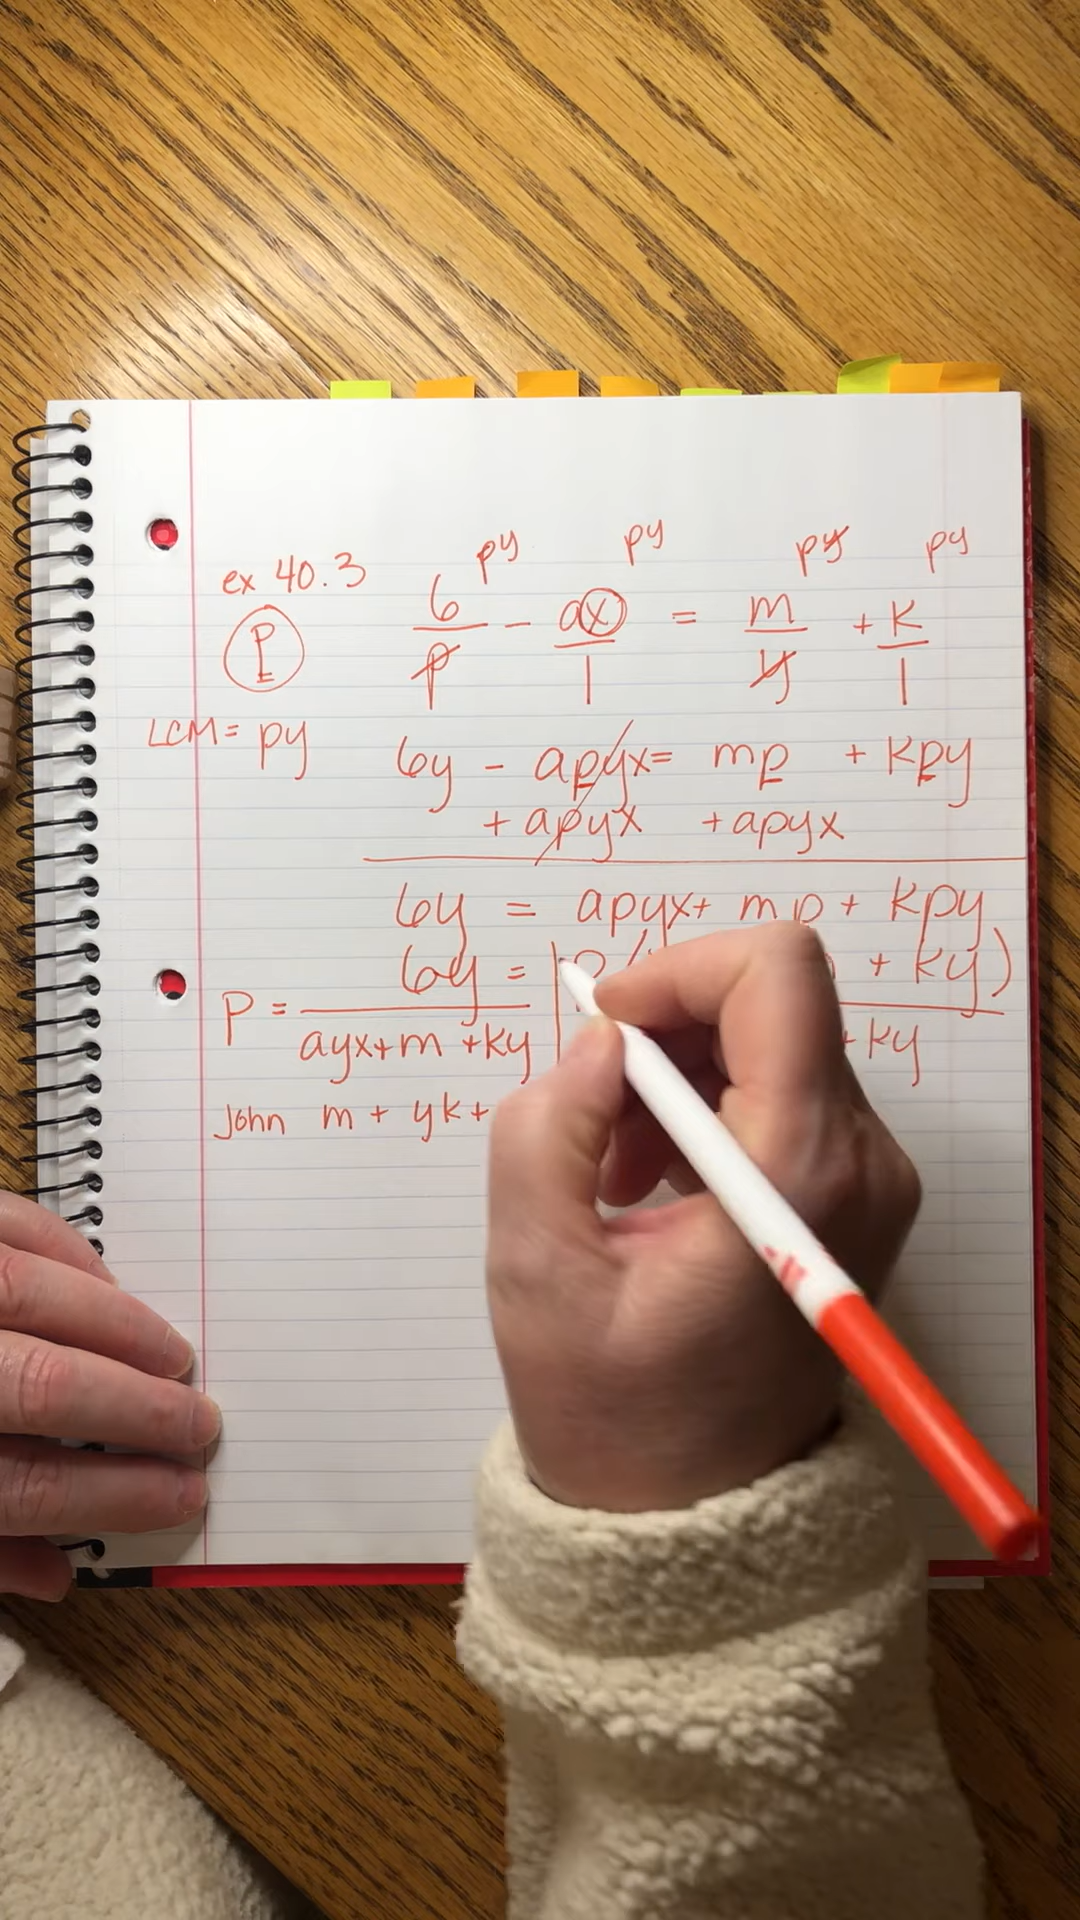 py py py py
ex 40.3 6/p - ax/1 = m/y + k/1
P
LCM = py 6y - apyx = mp + kpy
+ apyx + apyx
6y = apyx + mp + kpy
6y = p( + ky)
P = ayx + m + ky + ky
John m + yk +